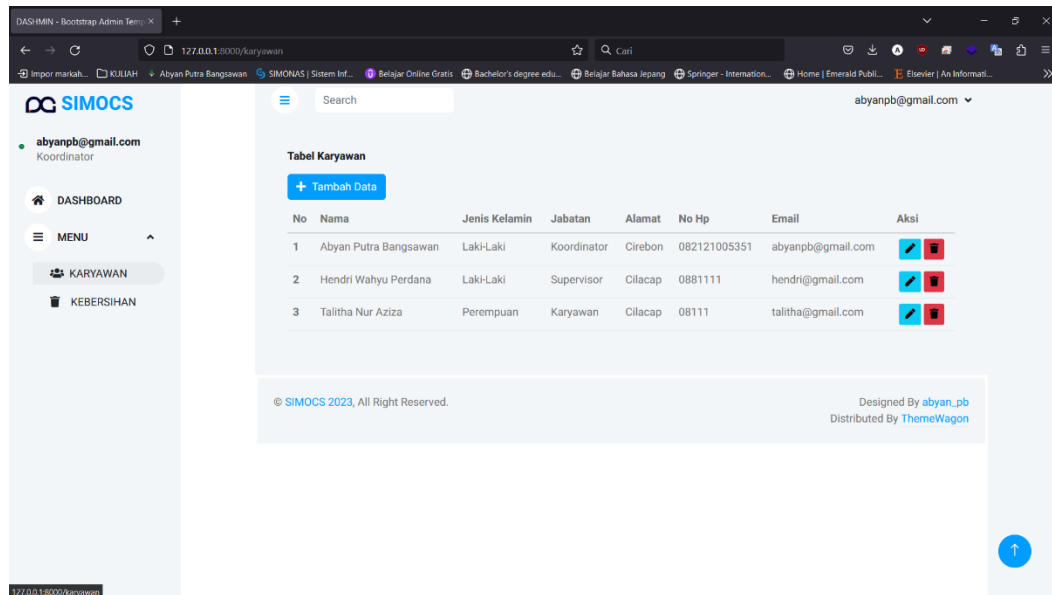 DASHMIN - Bootstrap Admin Temp
127.0.0.1:8000/karyawan
Cari
Impor markah... KULIAH Abyan Putra Bangsawan SIMONAS | Sistem Inf... Belajar Online Gratis Bachelor's degree edu... Belajar Bahasa Jepang Springer - Internation... Home | Emerald Publi... Elsevier | An Informati...
SIMOCS
Search
abyanpb@gmail.com
abyanpb@gmail.com
Koordinator
DASHBOARD
MENU
KARYAWAN
KEBERSIHAN
Tabel Karyawan
+ Tambah Data
No Nama Jenis Kelamin Jabatan Alamat No Hp Email Aksi
1 Abyan Putra Bangsawan Laki-Laki Koordinator Cirebon 082121005351 abyanpb@gmail.com
2 Hendri Wahyu Perdana Laki-Laki Supervisor Cilacap 0881111 hendri@gmail.com
3 Talitha Nur Aziza Perempuan Karyawan Cilacap 08111 talitha@gmail.com
© SIMOCS 2023, All Right Reserved.
Designed By abyan_pb
Distributed By ThemeWagon
127.0.0.1:8000/karyawan